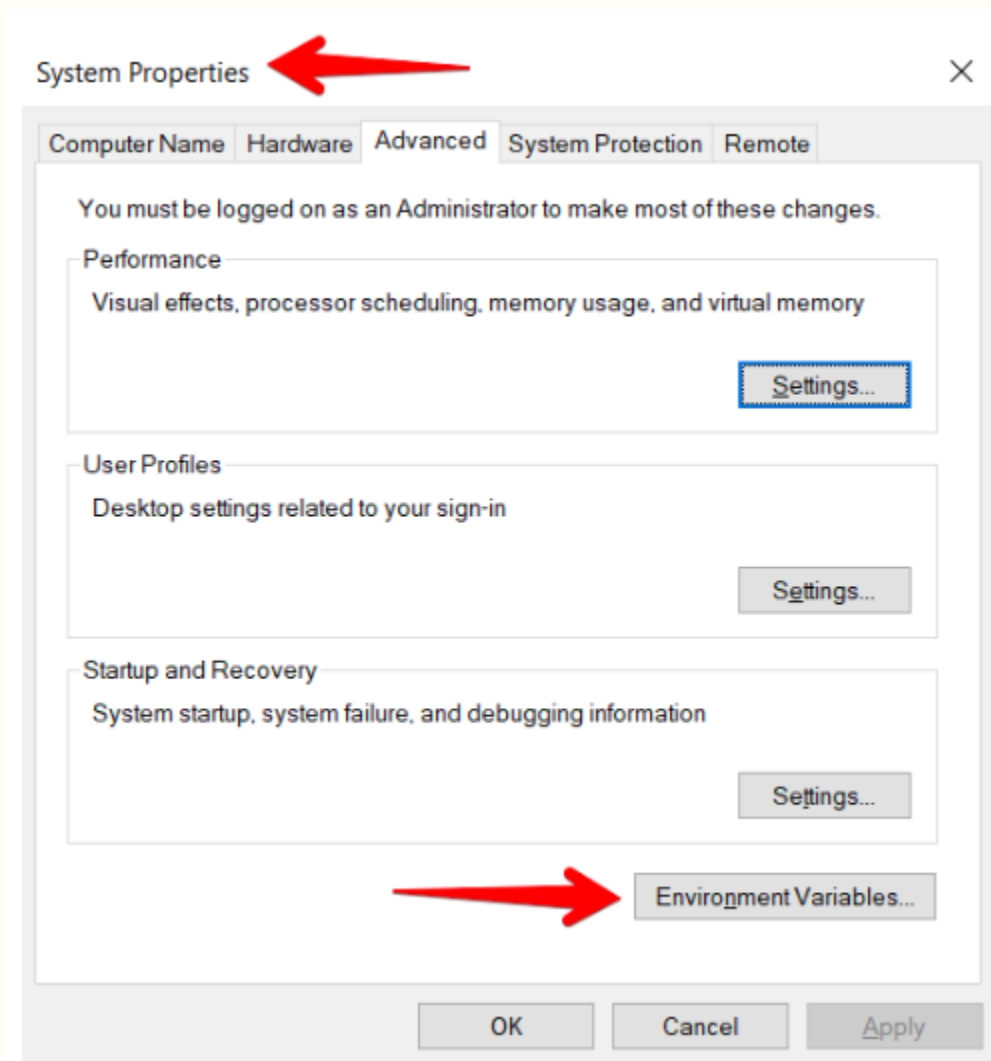 System Properties
Computer Name Hardware Advanced System Protection Remote
You must be logged on as an Administrator to make most of these changes.
Performance
Visual effects, processor scheduling, memory usage, and virtual memory
Settings...
User Profiles
Desktop settings related to your sign-in
Settings...
Startup and Recovery
System startup, system failure, and debugging information
Settings...
Environment Variables...
OK Cancel Apply